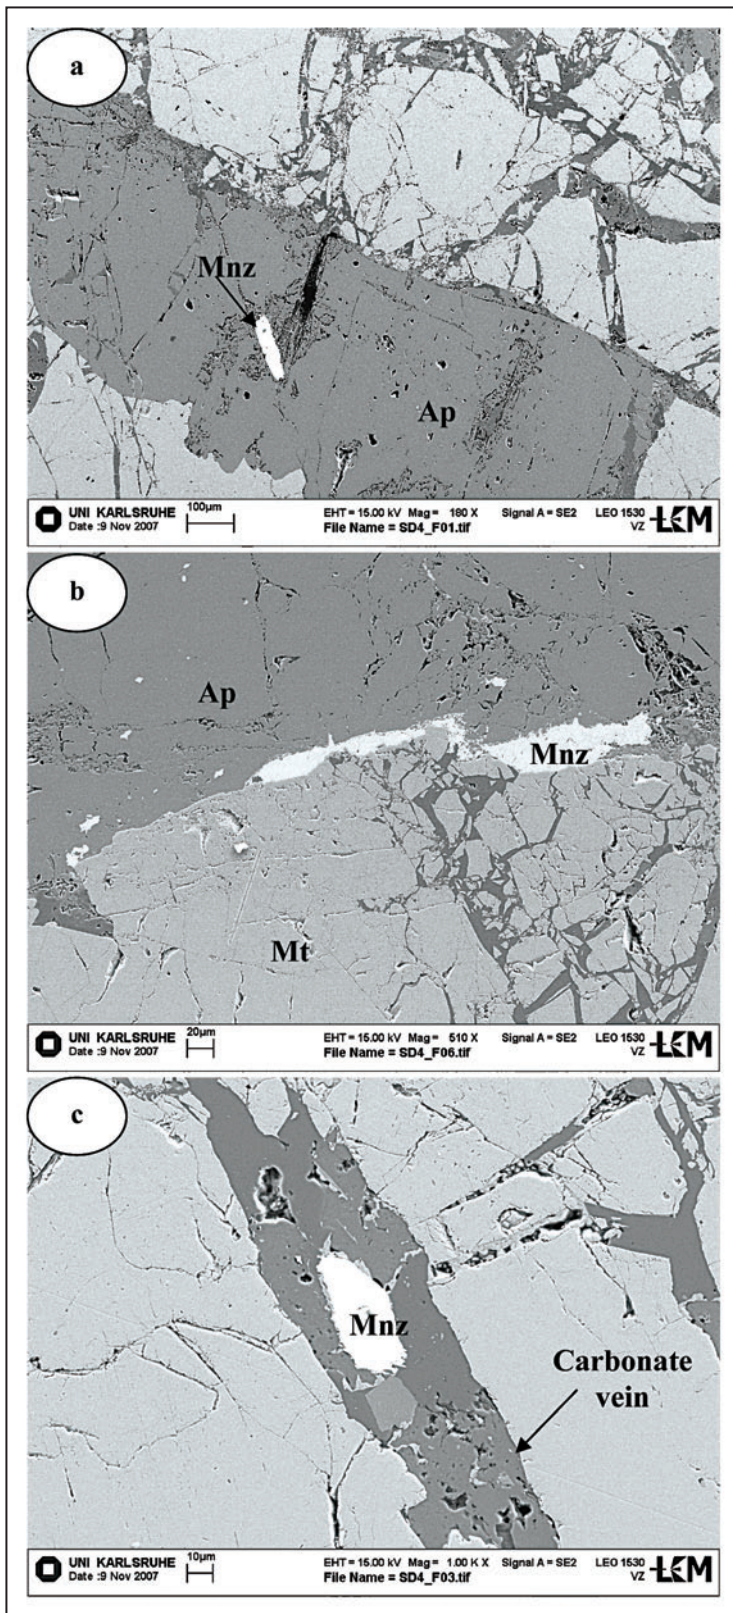 a
Mnz
Ap
UNI KARLSRUHE
Date :9 Nov 2007
100µm
EHT = 15.00 kV Mag = 180 X Signal A = SE2 LEO 1530
File Name = SD4_F01.tif VZ
LEM
b
Ap
Mnz
Mt
UNI KARLSRUHE
Date :9 Nov 2007
20µm
EHT = 15.00 kV Mag = 510 X Signal A = SE2 LEO 1530
File Name = SD4_F06.tif VZ
LEM
c
Mnz
Carbonate
vein
UNI KARLSRUHE
Date :9 Nov 2007
10µm
EHT = 15.00 kV Mag = 1.00 K X Signal A = SE2 LEO 1530
File Name = SD4_F03.tif VZ
LEM